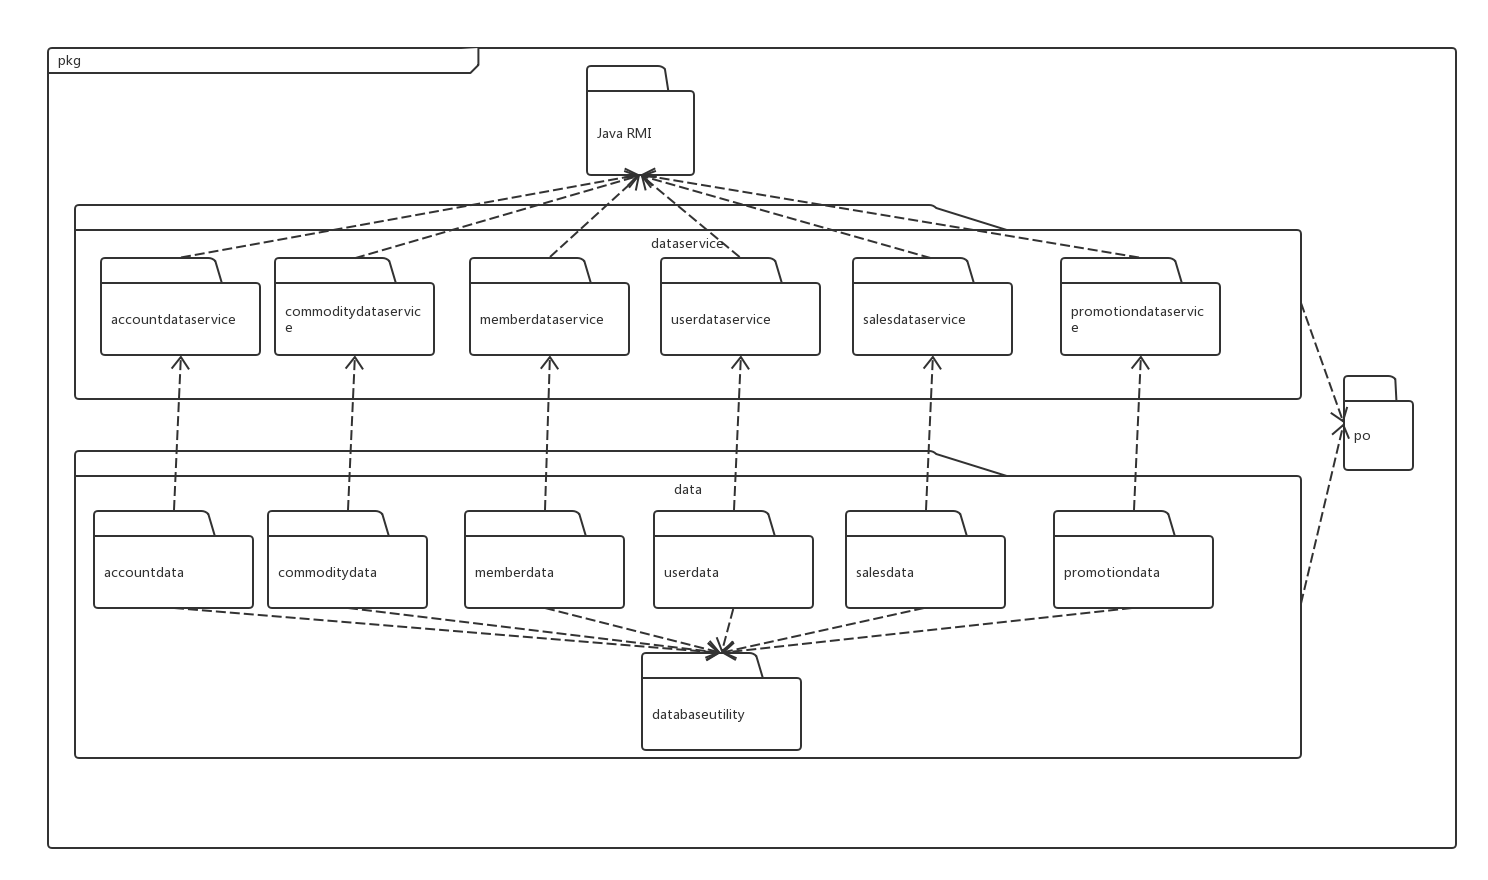 pkg
Java RMI
dataservice
accountdataservice
commoditydataservic
e
memberdataservice
userdataservice
salesdataservice
promotiondataservic
e
po
data
accountdata
commoditydata
memberdata
userdata
salesdata
promotiondata
databaseutility